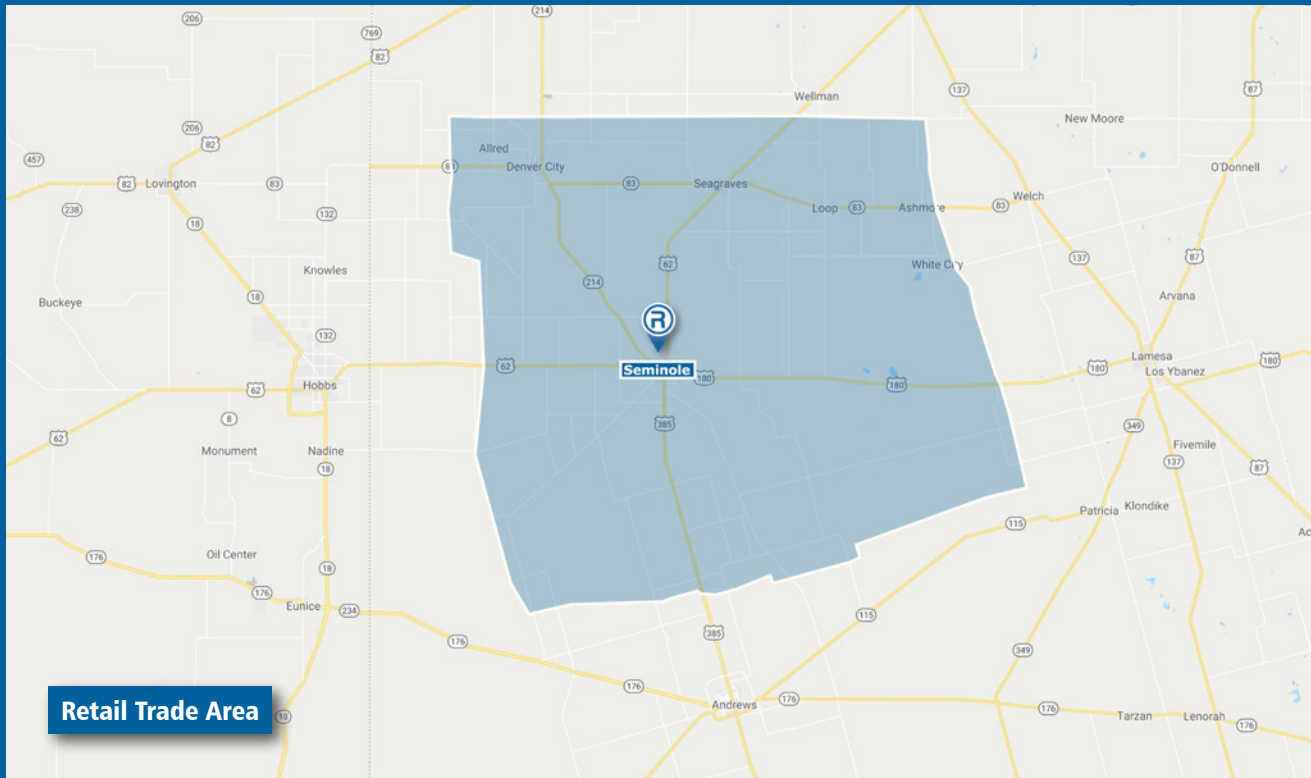 206
214
769
82
Wellman
137
87
New Moore
206
82
Allred
457
83
Denver City
O'Donnell
82
Lovington
83
83
Seagraves
Welch
238
132
Loop
83
Ashmore
83
18
Knowles
62
White City
137
87
Buckeye
18
214
Arvana
R
132
Lamesa
62
Seminole
180
180
180
180
Los Ybanez
Hobbs
62
8
385
349
62
Monument
Nadine
Fivemile
18
137
87
Patricia
Klondike
115
176
Oil Center
18
Ac
176
Eunice
234
115
385
176
349
176
Andrews
176
176
Retail Trade Area
18
Tarzan
Lenorah
176